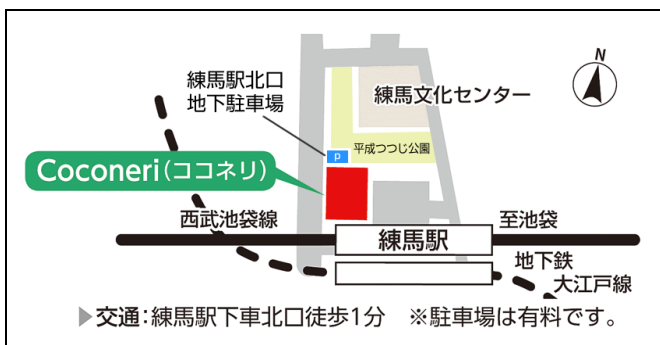 N
練馬駅北口
地下駐車場
練馬文化センター
P
平成つつじ公園
Coconeri(ココネリ)
西武池袋線
至池袋
練馬駅
地下鉄
大江戸線
▶交通:練馬駅下車北口徒歩1分 ※駐車場は有料です。